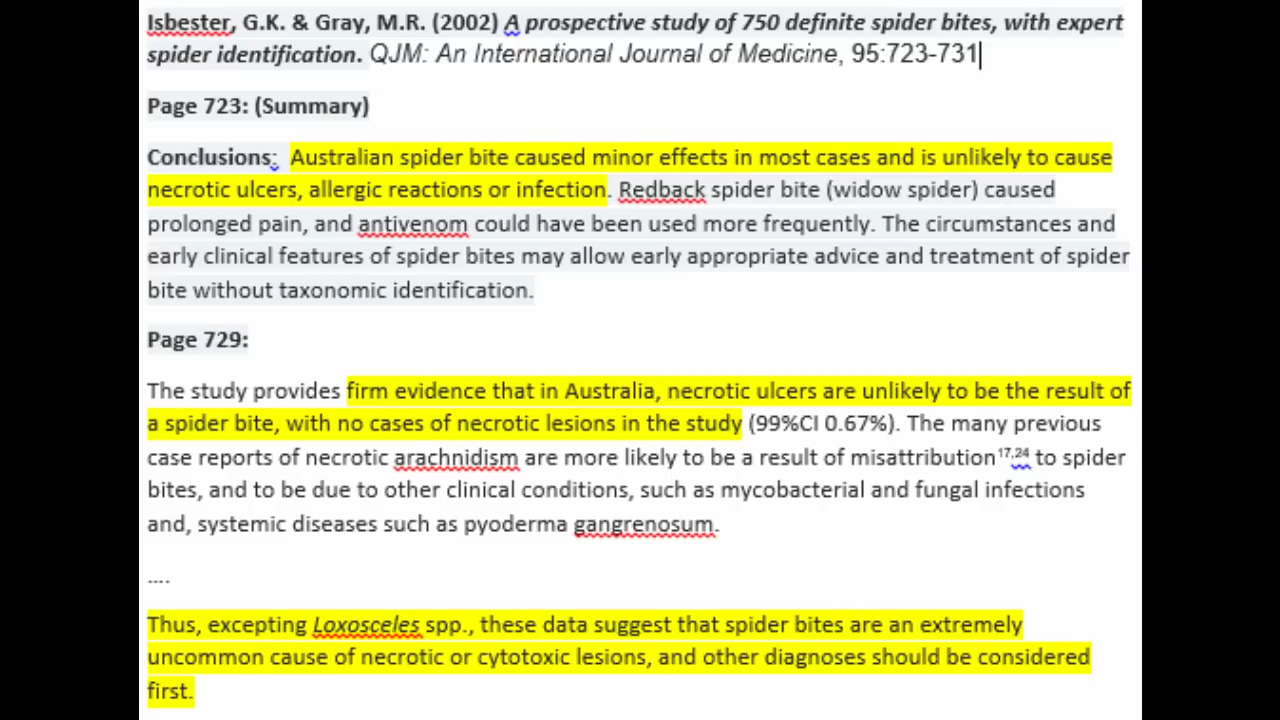 Isbester, G.K. & Gray, M.R. (2002) A prospective study of 750 definite spider bites, with expert
spider identification. QJM: An International Journal of Medicine, 95:723-731
Page 723: (Summary)
Conclusions: Australian spider bite caused minor effects in most cases and is unlikely to cause
necrotic ulcers, allergic reactions or infection. Redback spider bite (widow spider) caused
prolonged pain, and antivenom could have been used more frequently. The circumstances and
early clinical features of spider bites may allow early appropriate advice and treatment of spider
bite without taxonomic identification.
Page 729:
The study provides firm evidence that in Australia, necrotic ulcers are unlikely to be the result of
a spider bite, with no cases of necrotic lesions in the study (99%CI 0.67%). The many previous
case reports of necrotic arachnidism are more likely to be a result of misattribution17,24 to spider
bites, and to be due to other clinical conditions, such as mycobacterial and fungal infections
and, systemic diseases such as pyoderma gangrenosum.
....
Thus, excepting Loxosceles spp., these data suggest that spider bites are an extremely
uncommon cause of necrotic or cytotoxic lesions, and other diagnoses should be considered
first.